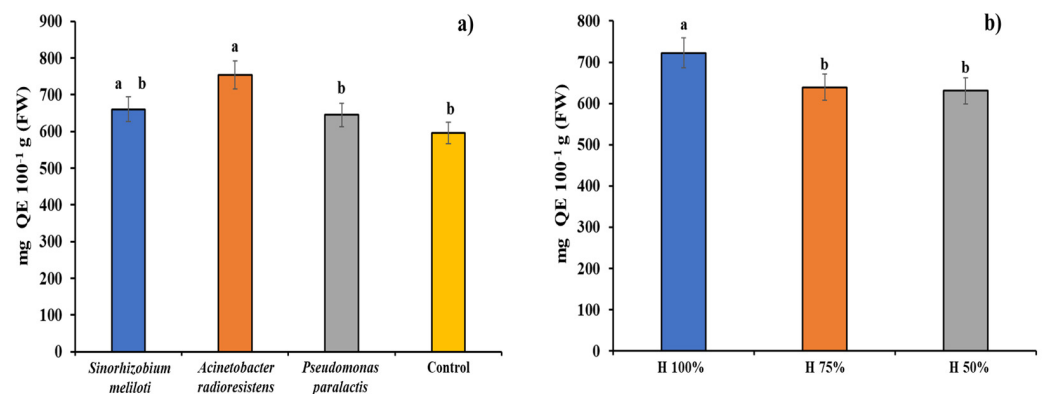 a)
mg QE 100⁻¹ g (FW)
900
800
700
600
500
400
300
200
100
0
a b
a
b
b
Sinorhizobium
meliloti
Acinetobacter
radioresistens
Pseudomonas
paralactis
Control
b)
mg QE 100⁻¹ g (FW)
800
700
600
500
400
300
200
100
0
a
b
b
H 100%
H 75%
H 50%